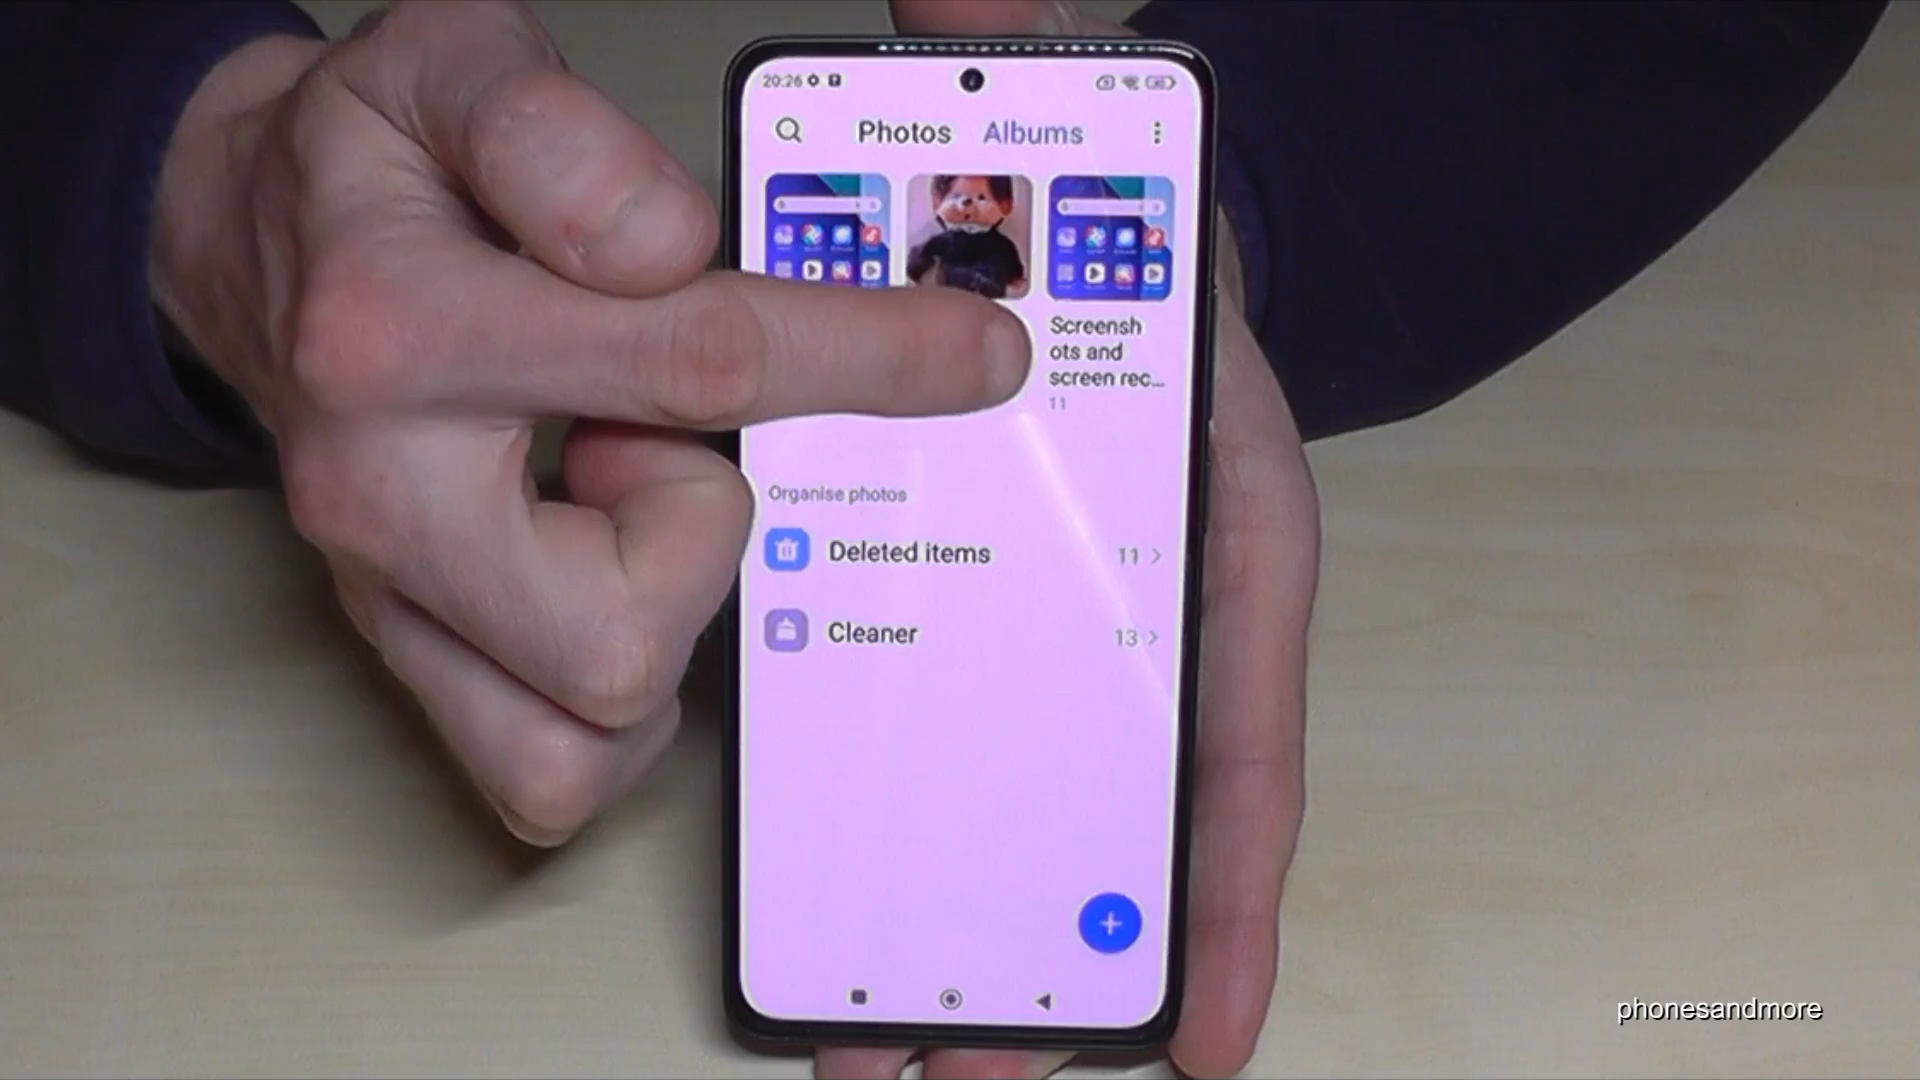 20:26
Photos Albums
Screensh
ots and
screen rec...
11
Organise photos
Deleted items 11
Cleaner 13
phonesandmore